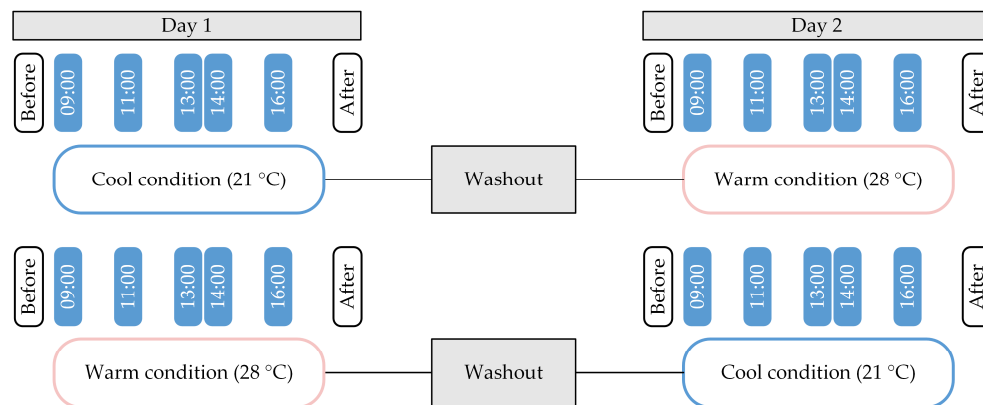 Day 1
Day 2
Before 09:00 11:00 13:00 14:00 16:00 After
Before 09:00 11:00 13:00 14:00 16:00 After
Cool condition (21 °C)
Washout
Warm condition (28 °C)
Before 09:00 11:00 13:00 14:00 16:00 After
Before 09:00 11:00 13:00 14:00 16:00 After
Warm condition (28 °C)
Washout
Cool condition (21 °C)